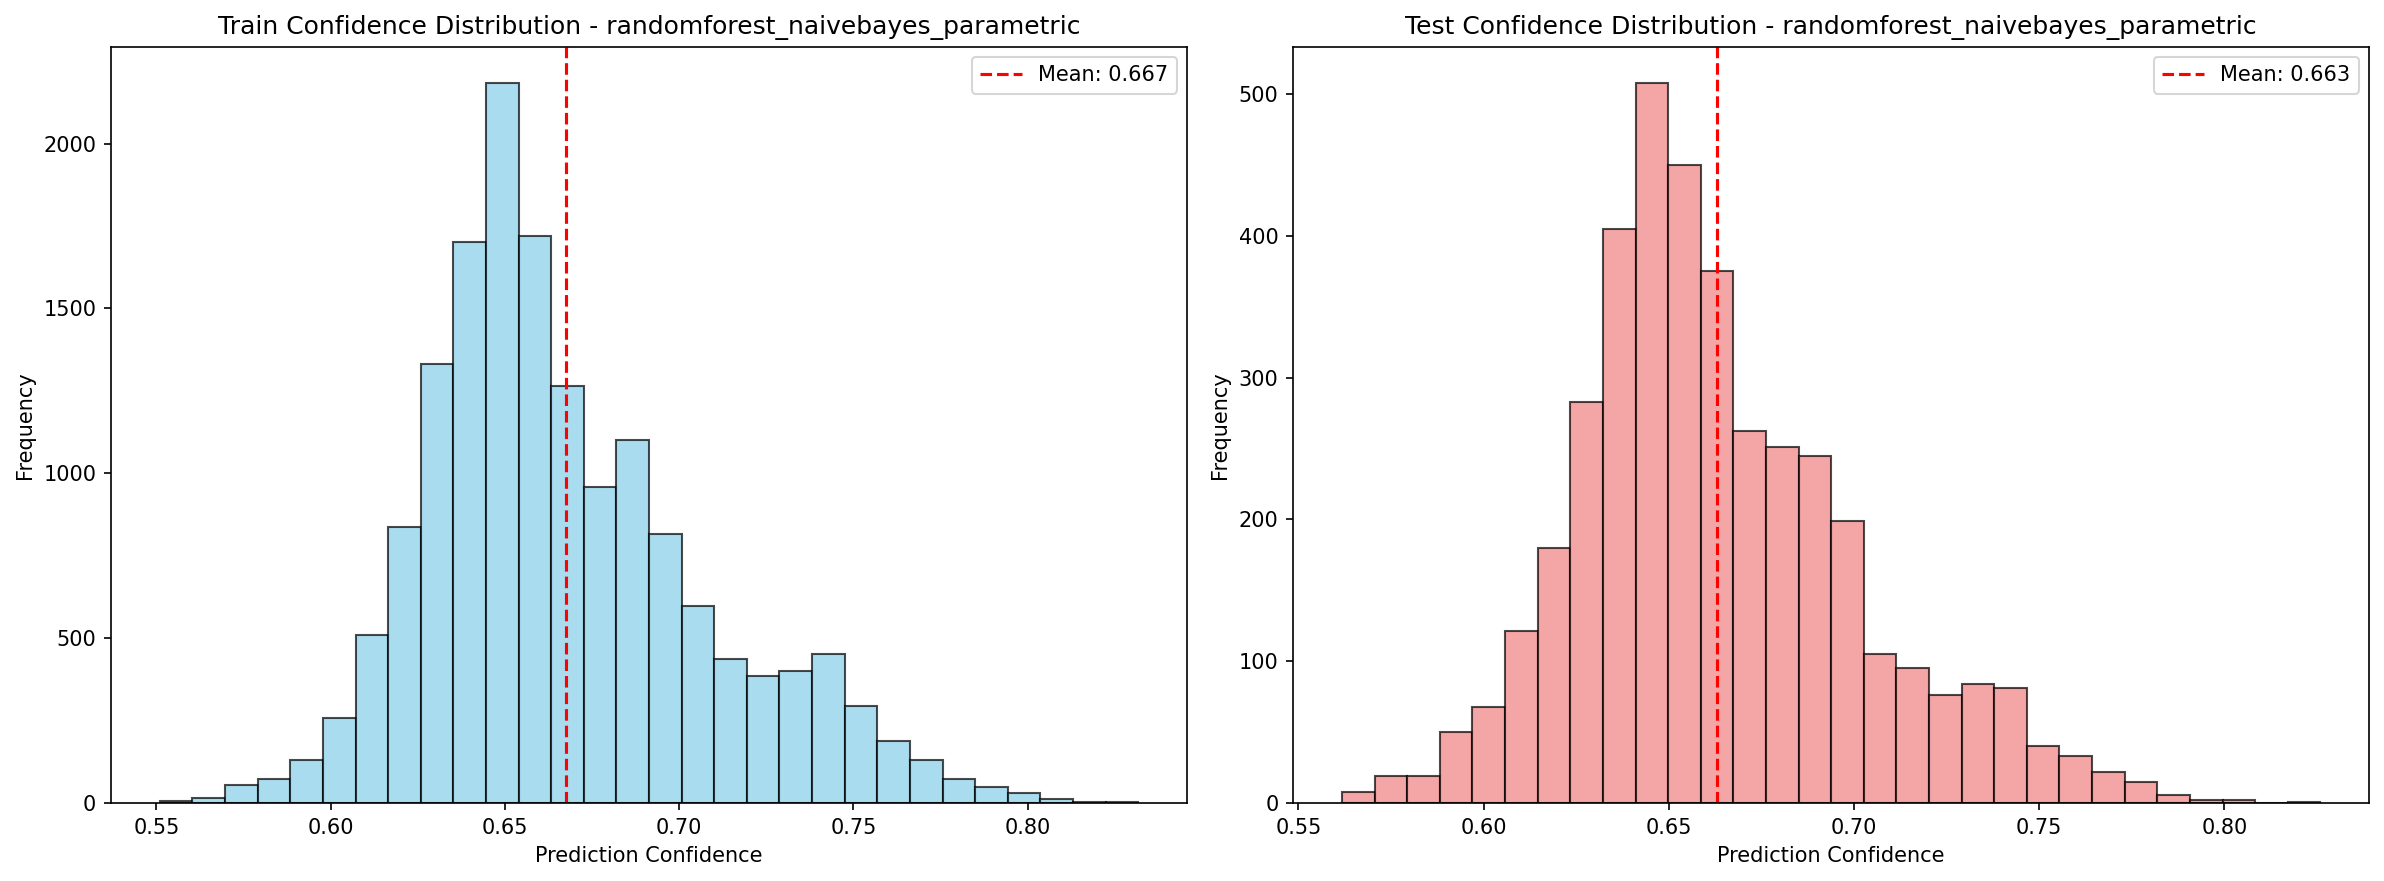 Train Confidence Distribution - randomforest_naivebayes_parametric
Mean: 0.667
Frequency
2000
1500
1000
500
0
0.55 0.60 0.65 0.70 0.75 0.80
Prediction Confidence
Test Confidence Distribution - randomforest_naivebayes_parametric
Mean: 0.663
Frequency
500
400
300
200
100
0
0.55 0.60 0.65 0.70 0.75 0.80
Prediction Confidence